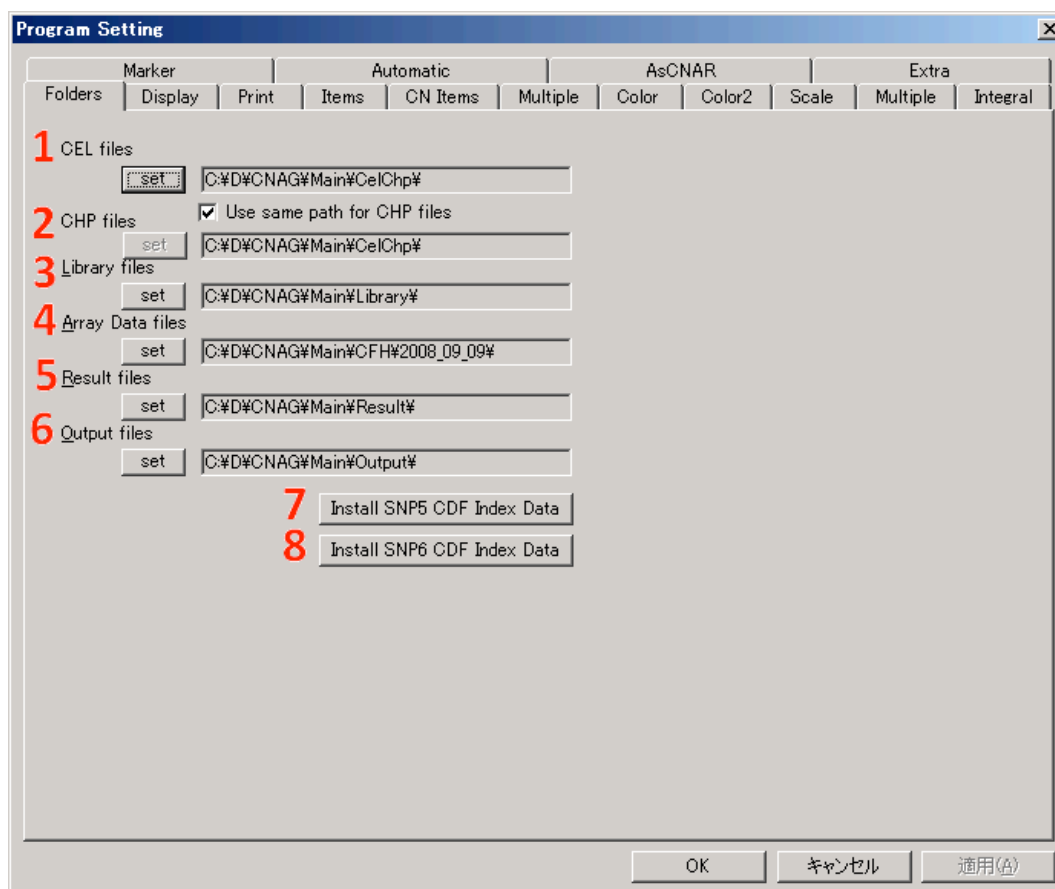 Program Setting
Marker Automatic AsCNAR Extra
Folders Display Print Items CN Items Multiple Color Color2 Scale Multiple Integral
1 CEL files
set C:¥D¥CNAG¥Main¥CelChp¥
Use same path for CHP files
2 CHP files
set C:¥D¥CNAG¥Main¥CelChp¥
3 Library files
set C:¥D¥CNAG¥Main¥Library¥
4 Array Data files
set C:¥D¥CNAG¥Main¥CFH¥2008_09_09¥
5 Result files
set C:¥D¥CNAG¥Main¥Result¥
6 Output files
set C:¥D¥CNAG¥Main¥Output¥
7 Install SNP5 CDF Index Data
8 Install SNP6 CDF Index Data
OK キャンセル 適用(A)